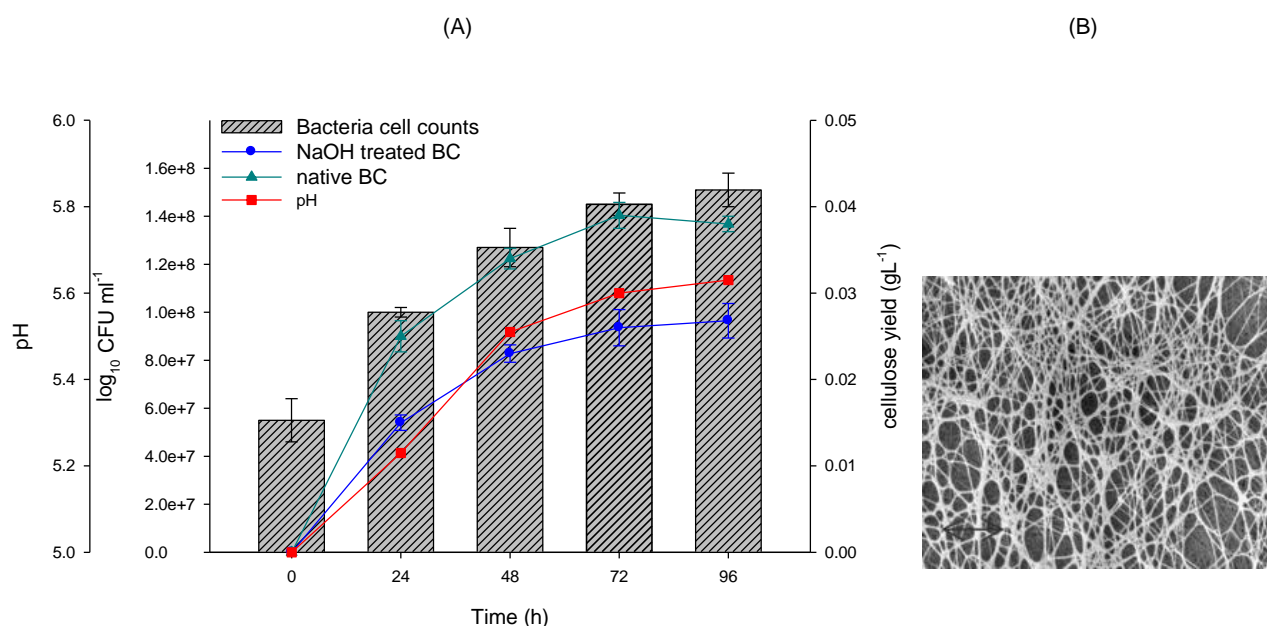 (A)
(B)
6.0
5.8
5.6
5.4
5.2
5.0
pH
1.6e+8
1.4e+8
1.2e+8
1.0e+8
8.0e+7
6.0e+7
4.0e+7
2.0e+7
0.0
log₁₀ CFU ml⁻¹
Bacteria cell counts
NaOH treated BC
native BC
pH
0.05
0.04
0.03
0.02
0.01
0.00
cellulose yield (gL⁻¹)
0 24 48 72 96
Time (h)